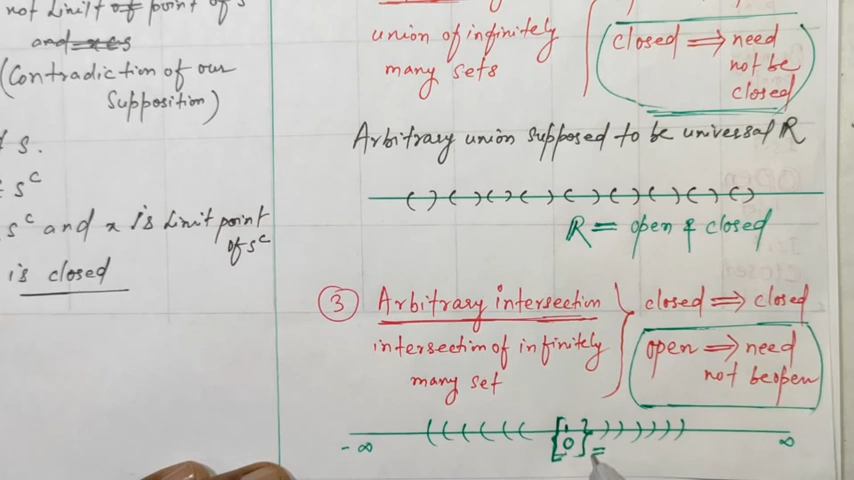 not limit of point of s
and xes
(Contradiction of our
Supposition)
s.
s^c
s^c and x is limit point
of s^c
is closed
union of infinitely
many sets
closed ⟹ need
not be
closed
Arbitrary union supposed to be universal R
( ) ( ) ( ) ( ) ( ) ( ) ( ) ( ) ( )
R = open & closed
③ Arbitrary intersection
intersection of infinitely
many set
closed ⟹ closed
open ⟹ need
not be open
-∞ ( ( ( ( ( ( {0} ) ) ) ) ) ) ) ∞
=